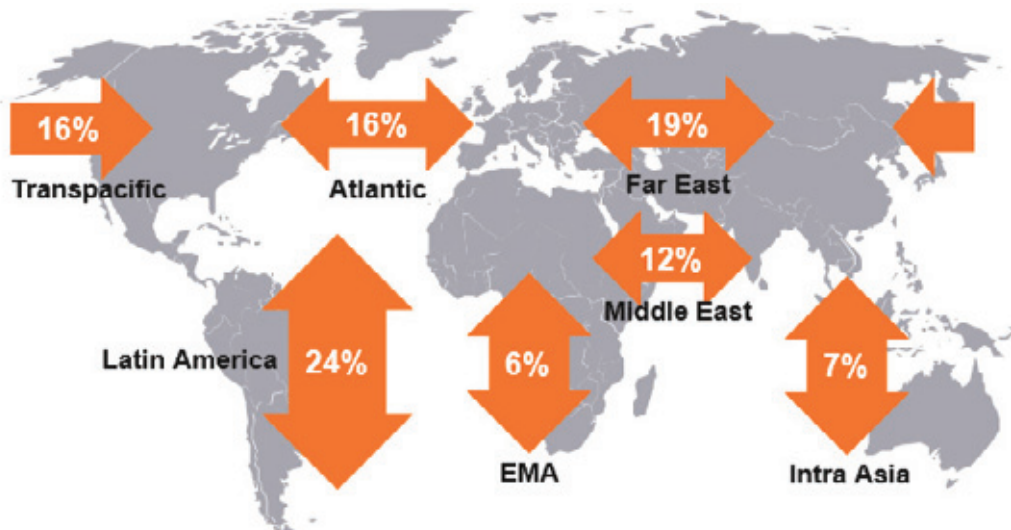 16%
Transpacific
16%
Atlantic
19%
Far East
12%
Middle East
Latin America
24%
6%
EMA
7%
Intra Asia